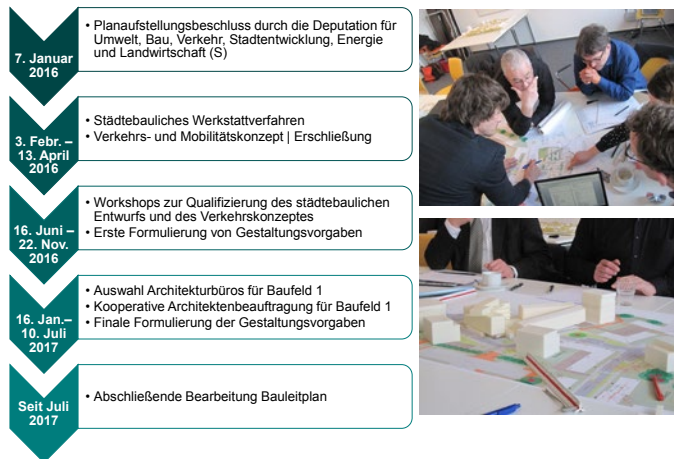 7. Januar
2016
• Planaufstellungsbeschluss durch die Deputation für
Umwelt, Bau, Verkehr, Stadtentwicklung, Energie
und Landwirtschaft (S)
3. Febr. –
13. April
2016
• Städtebauliches Werkstattverfahren
• Verkehrs- und Mobilitätskonzept | Erschließung
16. Juni –
22. Nov.
2016
• Workshops zur Qualifizierung des städtebaulichen
Entwurfs und des Verkehrskonzeptes
• Erste Formulierung von Gestaltungsvorgaben
16. Jan.–
10. Juli
2017
• Auswahl Architekturbüros für Baufeld 1
• Kooperative Architektenbeauftragung für Baufeld 1
• Finale Formulierung der Gestaltungsvorgaben
Seit Juli
2017
• Abschließende Bearbeitung Bauleitplan